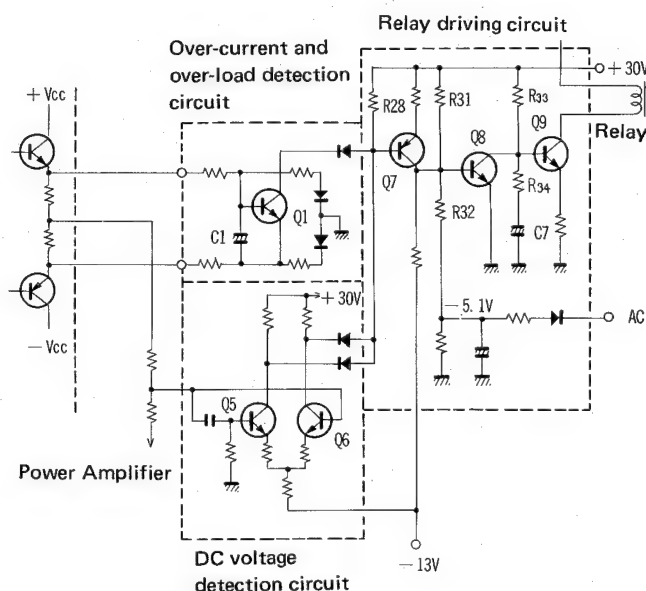 Relay driving circuit
Over-current and
over-load detection
circuit
+ 30V
+ Vcc
R28
R31
R33
Relay
Q8
Q9
Q7
R34
Q1
C1
R32
C7
+ 30V
− 5. 1V
AC
− Vcc
Q5
Q6
Power Amplifier
− 13V
DC voltage
detection circuit